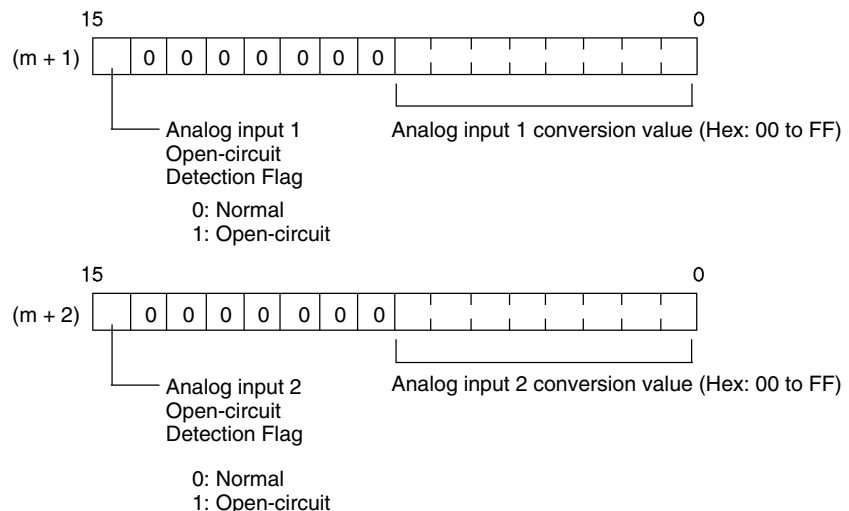 15 0
(m + 1) 0 0 0 0 0 0 0
Analog input 1
Open-circuit
Detection Flag
0: Normal
1: Open-circuit
Analog input 1 conversion value (Hex: 00 to FF)
15 0
(m + 2) 0 0 0 0 0 0 0
Analog input 2
Open-circuit
Detection Flag
0: Normal
1: Open-circuit
Analog input 2 conversion value (Hex: 00 to FF)